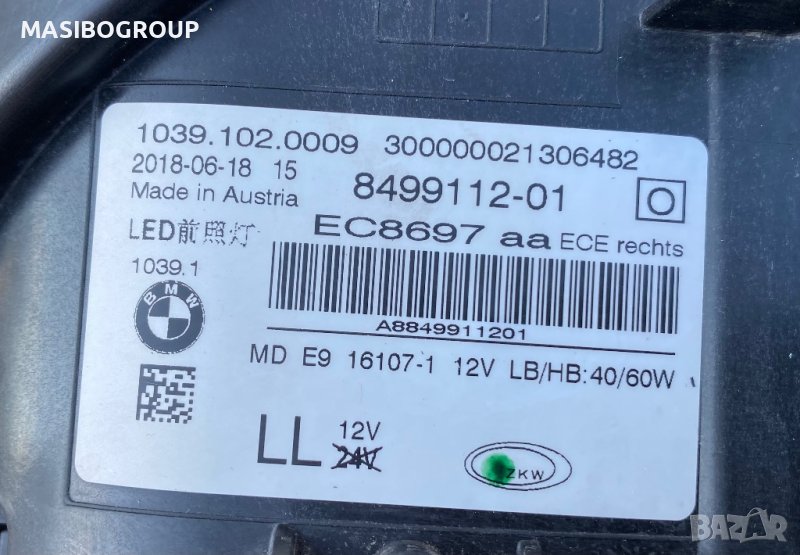 MASIBOGROUP
1039.102.0009 300000021306482
2018-06-18 15
Made in Austria
8499112-01
O
LED前照灯
EC8697 aa ECE rechts
1039.1
BMW
A8849911201
MD E9 16107-1 12V LB/HB:40/60W
LL
12V
24V
ZKW
BAZAR